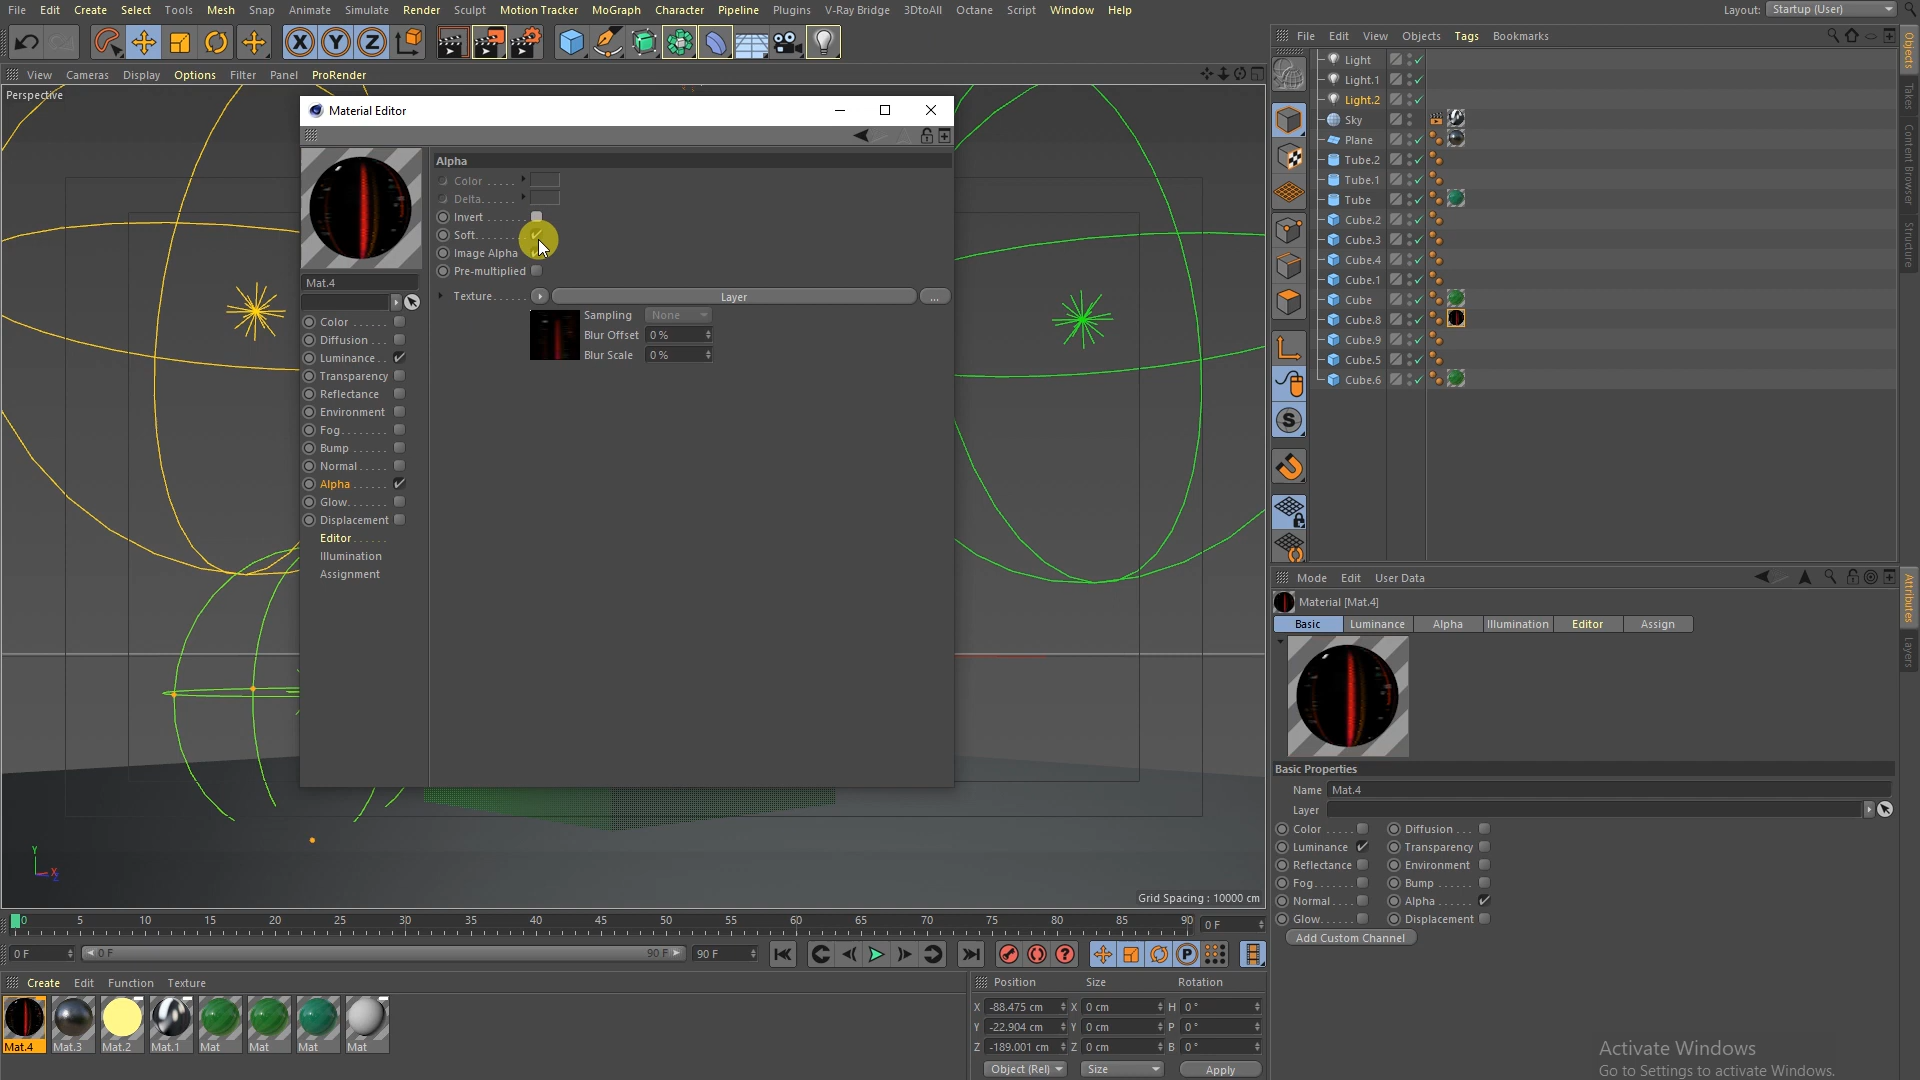 File Edit Create Select Tools Mesh Snap Animate Simulate Render Sculpt Motion Tracker MoGraph Character Pipeline Plugins V-Ray Bridge 3DtoAll Octane Script Window Help Layout: Startup (User)
File Edit View Objects Tags Bookmarks
View Cameras Display Options Filter Panel ProRender
Perspective
Material Editor
Alpha
Color
Delta
Invert
Soft
Image Alpha
Pre-multiplied
Texture Layer ...
Sampling None
Blur Offset 0 %
Blur Scale 0 %
Mat.4
Color
Diffusion
Luminance
Transparency
Reflectance
Environment
Fog
Bump
Normal
Alpha
Glow
Displacement
Editor
Illumination
Assignment
Light
Light.1
Light.2
Sky
Plane
Tube.2
Tube.1
Tube
Cube.2
Cube.3
Cube.4
Cube.1
Cube
Cube.8
Cube.9
Cube.5
Cube.6
Objects
Takes
Content Browser
Structure
Mode Edit User Data
Material [Mat.4]
Basic Luminance Alpha Illumination Editor Assign
Basic Properties
Name Mat.4
Layer
Color Diffusion
Luminance Transparency
Reflectance Environment
Fog Bump
Normal Alpha
Glow Displacement
Add Custom Channel
Attributes
Layers
Y
X
Z
Grid Spacing : 10000 cm
0 5 10 15 20 25 30 35 40 45 50 55 60 65 70 75 80 85 90 0 F
0 F 0 F 90 F 90 F
Create Edit Function Texture
Mat.4 Mat.3 Mat.2 Mat.1 Mat Mat Mat Mat
Position Size Rotation
X -88.475 cm X 0 cm H 0 °
Y -22.904 cm Y 0 cm P 0 °
Z -189.001 cm Z 0 cm B 0 °
Object (Rel) Size Apply
Activate Windows
Go to Settings to activate Windows.